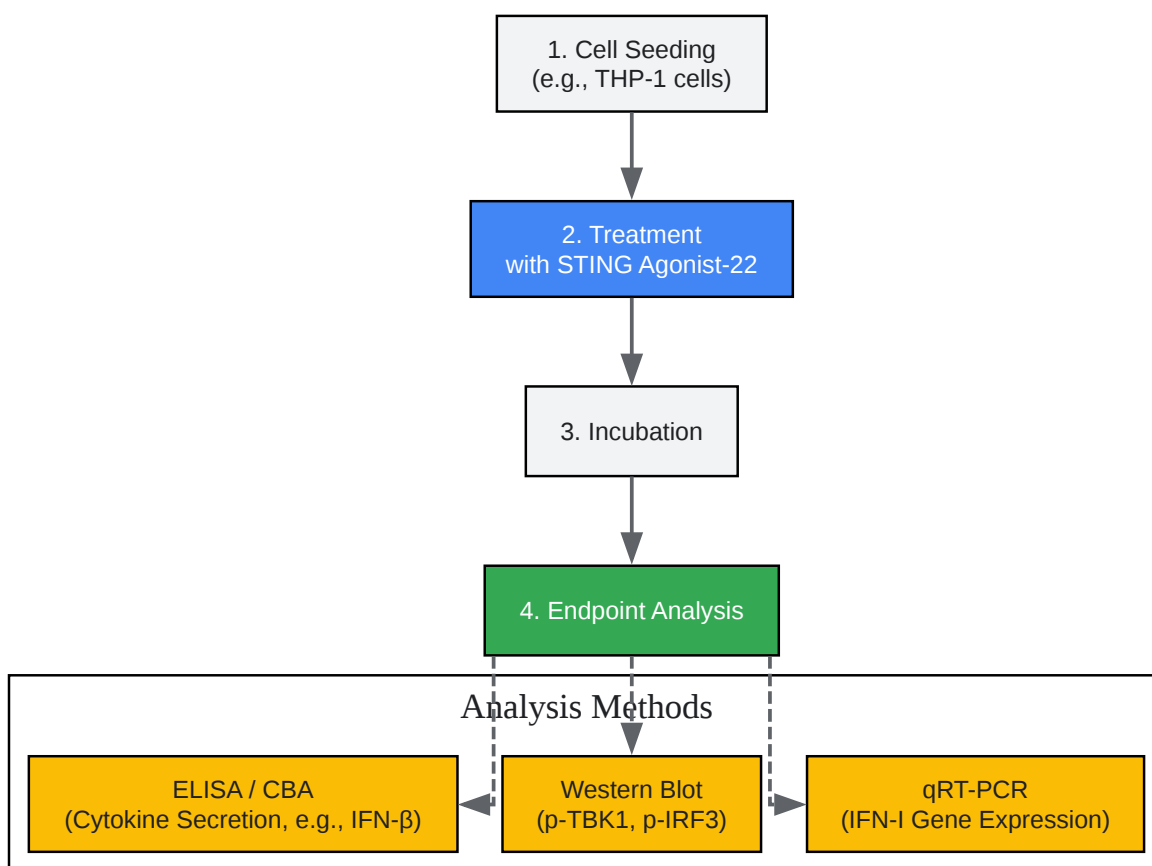 1. Cell Seeding
(e.g., THP-1 cells)
2. Treatment
with STING Agonist-22
3. Incubation
4. Endpoint Analysis
Analysis Methods
ELISA / CBA
(Cytokine Secretion, e.g., IFN-β)
Western Blot
(p-TBK1, p-IRF3)
qRT-PCR
(IFN-I Gene Expression)